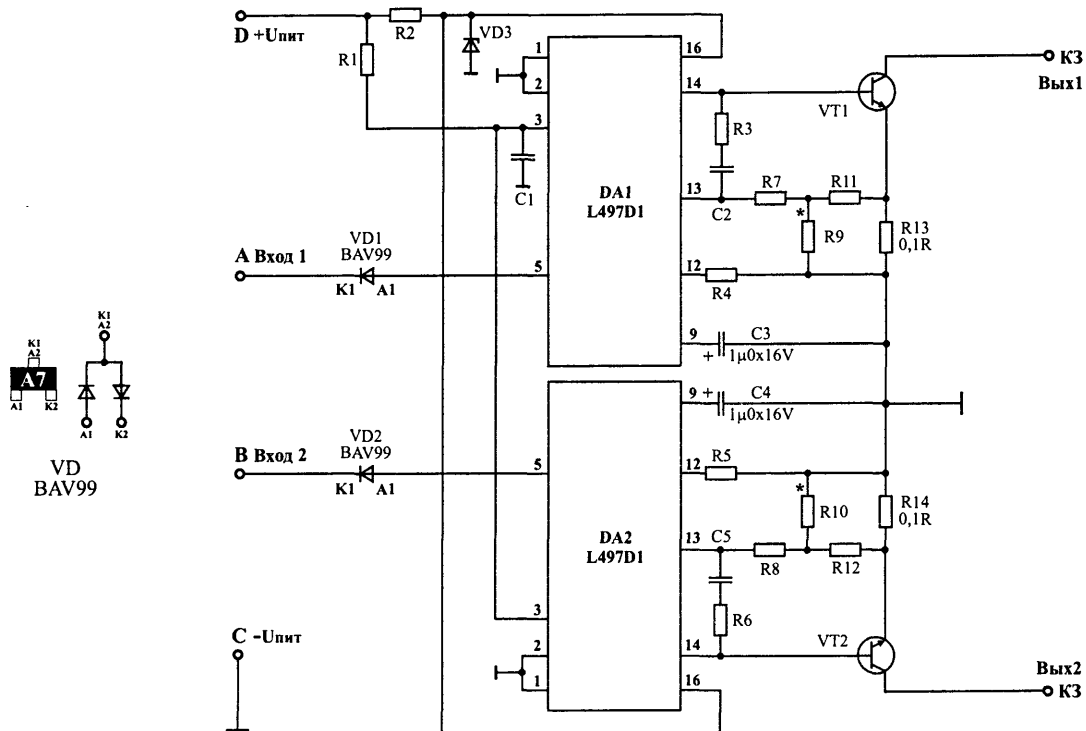 D +Uпит
R2
R1
VD3
1
16
КЗ
Вых1
2
14
VT1
3
R3
C1
DA1
L497D1
13
C2
R7
R11
*
R9
R13
0,1R
A Вход 1
VD1
BAV99
K1
A1
5
12
R4
9
+
C3
1µ0x16V
K1
A2
K1
A2
A7
A1
K2
A1
K2
VD
BAV99
9
+
C4
1µ0x16V
B Вход 2
VD2
BAV99
K1
A1
5
12
R5
*
R10
R14
0,1R
DA2
L497D1
13
C5
R8
R12
3
R6
C -Uпит
2
14
VT2
1
16
Вых2
КЗ